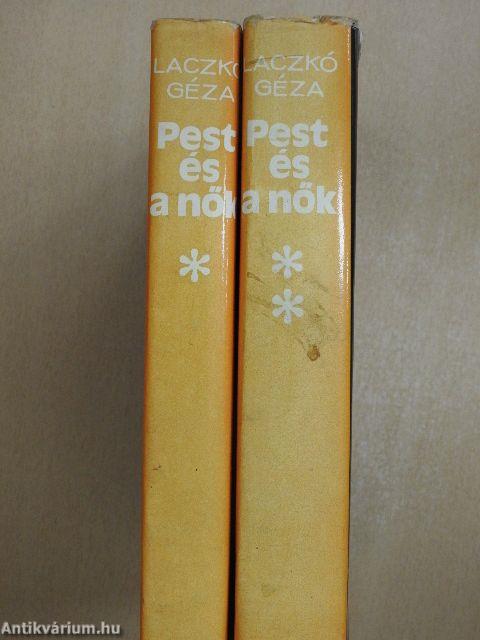 LACZKÓ
GÉZA
Pest
és
a nők
*
LACZKÓ
GÉZA
Pest
és
a nők
*
*
Antikvárium.hu